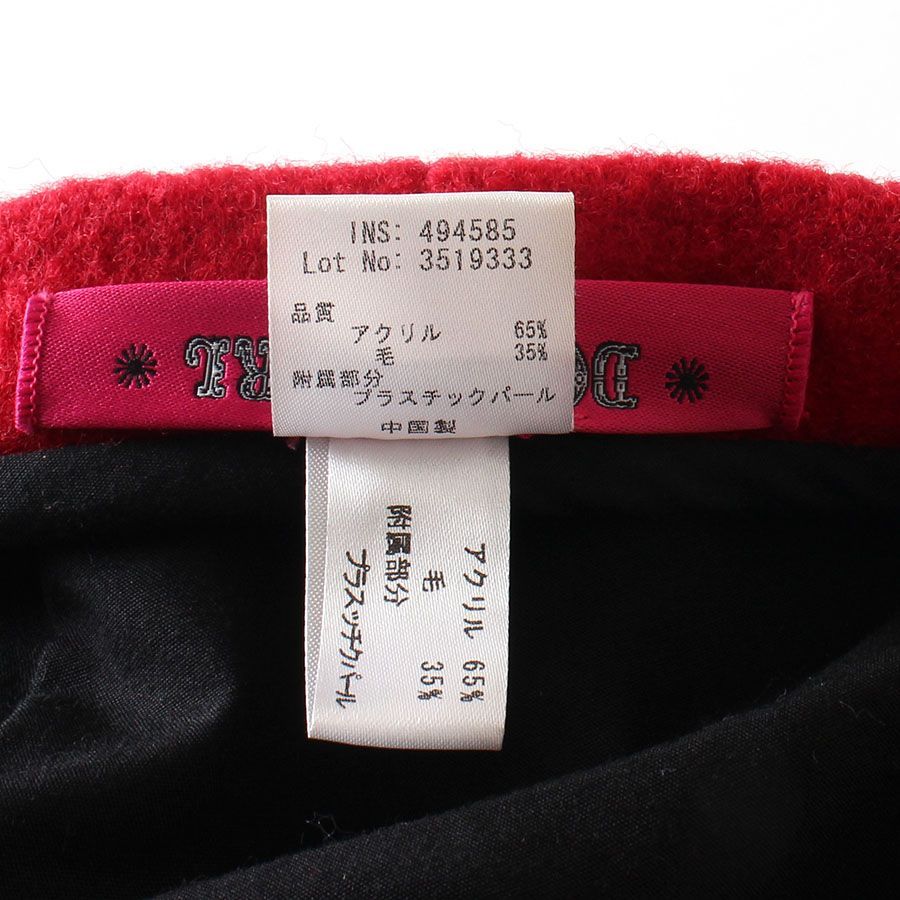 INS: 494585
Lot No: 3519333
品質
アクリル 65%
毛 35%
附属部分
プラスチックパール
中国製
アクリル 65%
毛 35%
附属部分
プラスッチクパール